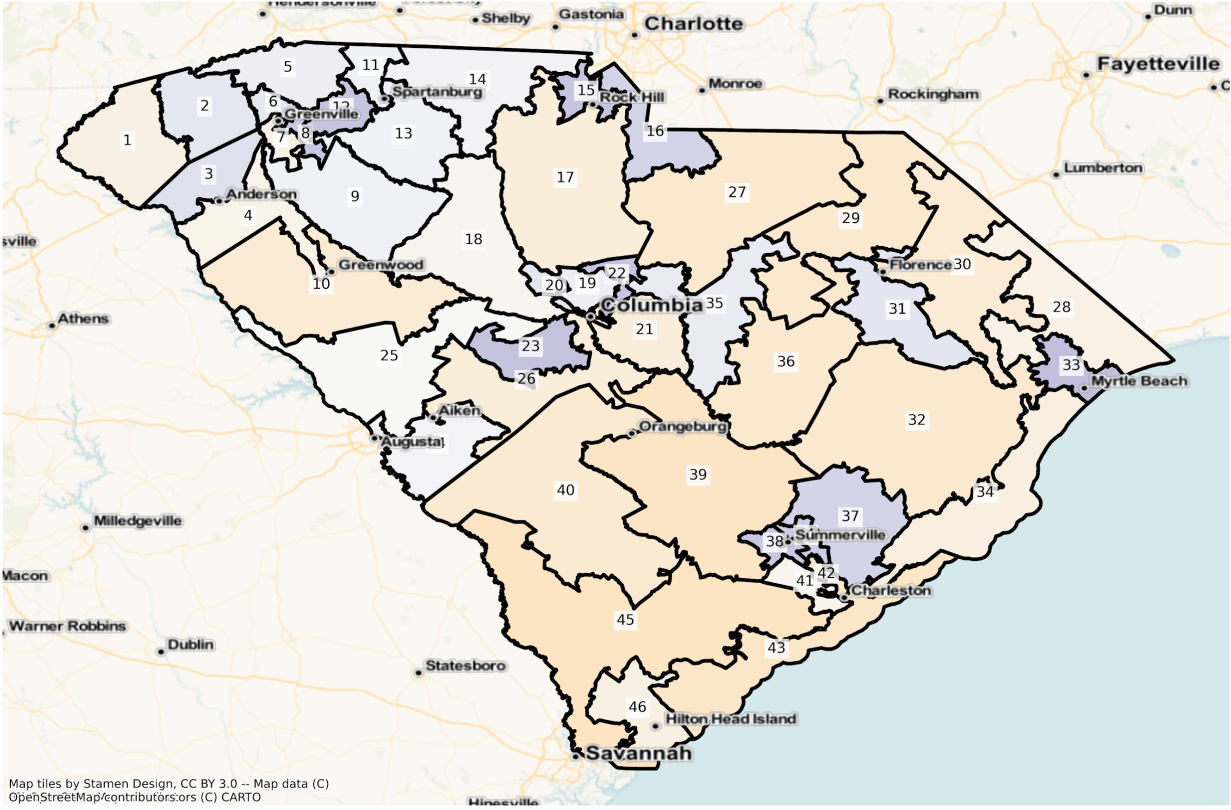 Shelby
Gastonia
Charlotte
Dunn
Fayetteville
5
11
14
Spartanburg
Monroe
Rockingham
15
Rock Hill
2
6
12
Greenville
7
8
13
16
1
Lumberton
3
Anderson
9
17
27
4
29
18
sville
Greenwood
10
Florence
30
22
20
19
Columbia
35
31
28
Athens
21
23
25
36
26
33
Myrtle Beach
Aiken
Augusta
Orangeburg
32
39
40
34
Milledgeville
37
38
Summerville
Macon
41
42
Charleston
Warner Robbins
45
Dublin
43
Statesboro
46
Hilton Head Island
Savannah
Map tiles by Stamen Design, CC BY 3.0 -- Map data (C)
OpenStreetMap contributors (C) CARTO
Hinesville